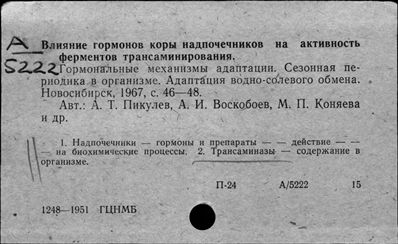 А
5222
Влияние гормонов коры надпочечников на активность
ферментов трансаминирования.
Гормональные механизмы адаптации. Сезонная пе-
риодика в организме. Адаптация водно-солевого обмена.
Новосибирск, 1967, с. 46—48.
Авт.: А. Т. Пикулев, А. И. Воскобоев, М. П. Коняева
и др.
1. Надпочечники — гормоны и препараты — — действие — —
— на биохимические процессы. 2. Трансаминазы — содержание в
организме.
П-24 А/5222 15
1248—1951 ГЦНМБ